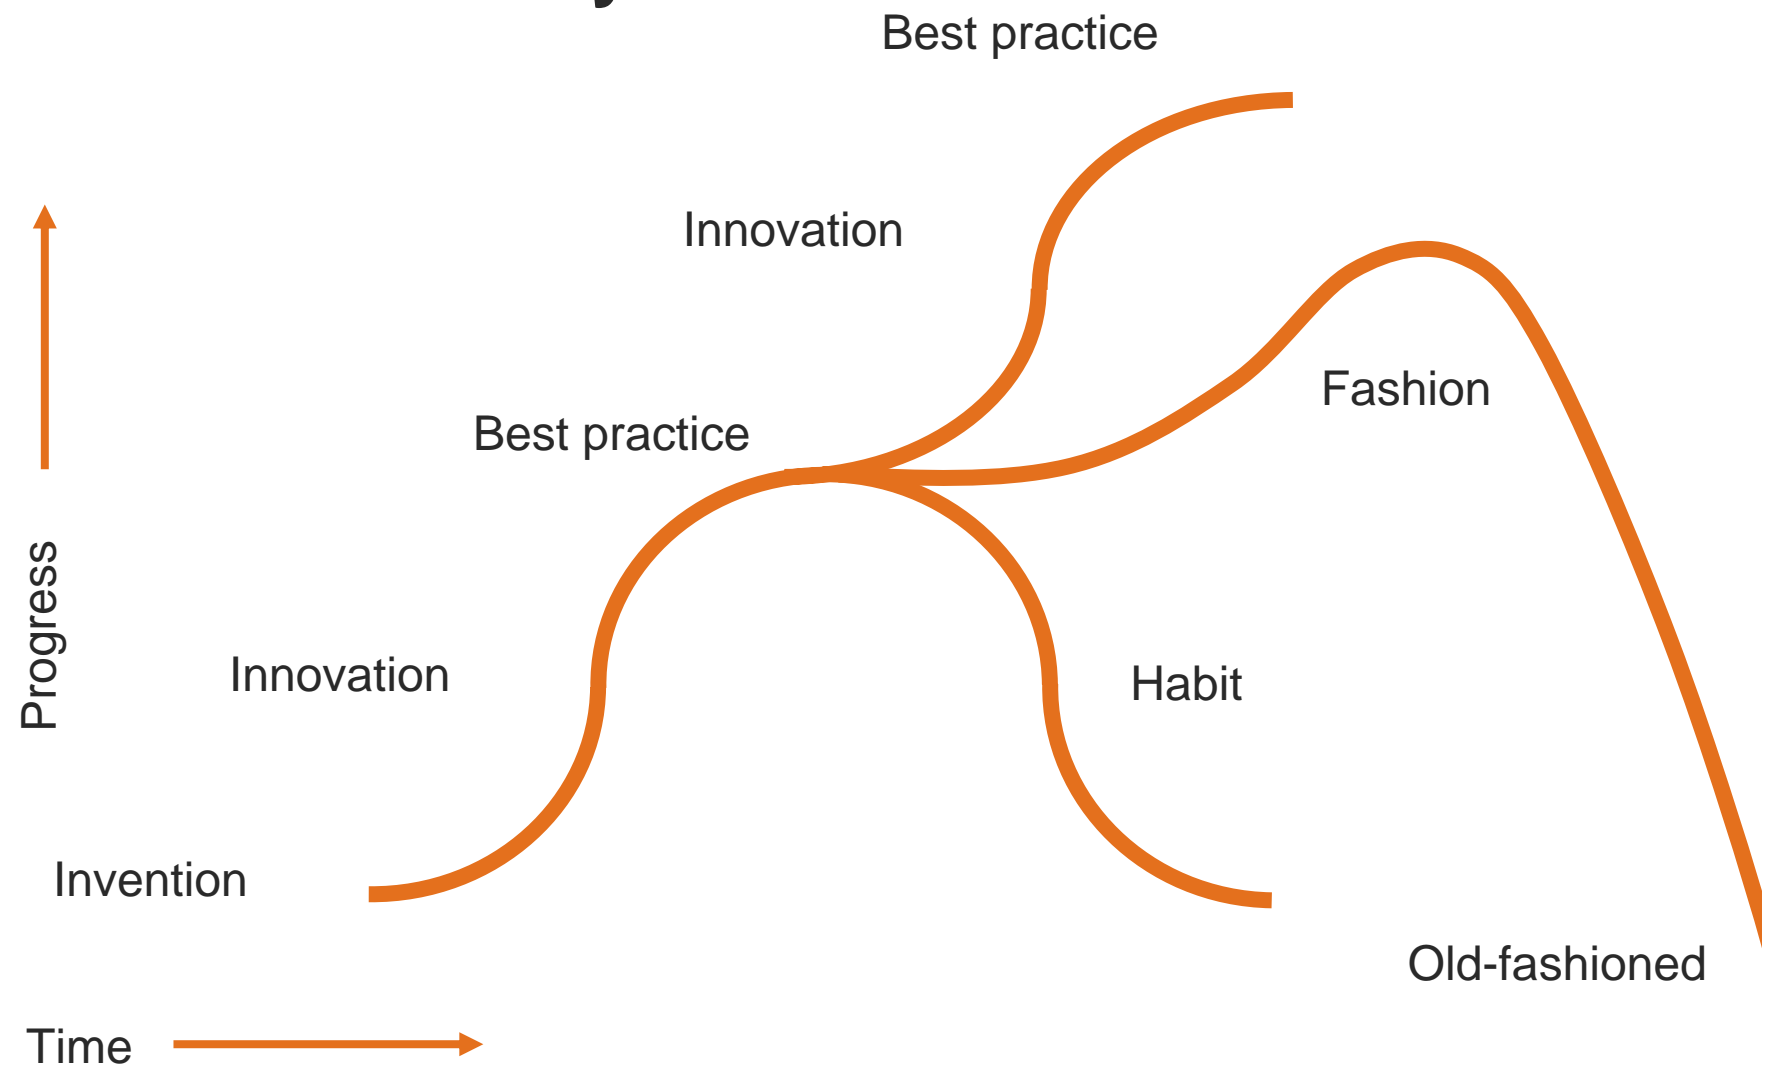 Best practice
Innovation
Fashion
Best practice
Progress
Innovation
Habit
Invention
Old-fashioned
Time